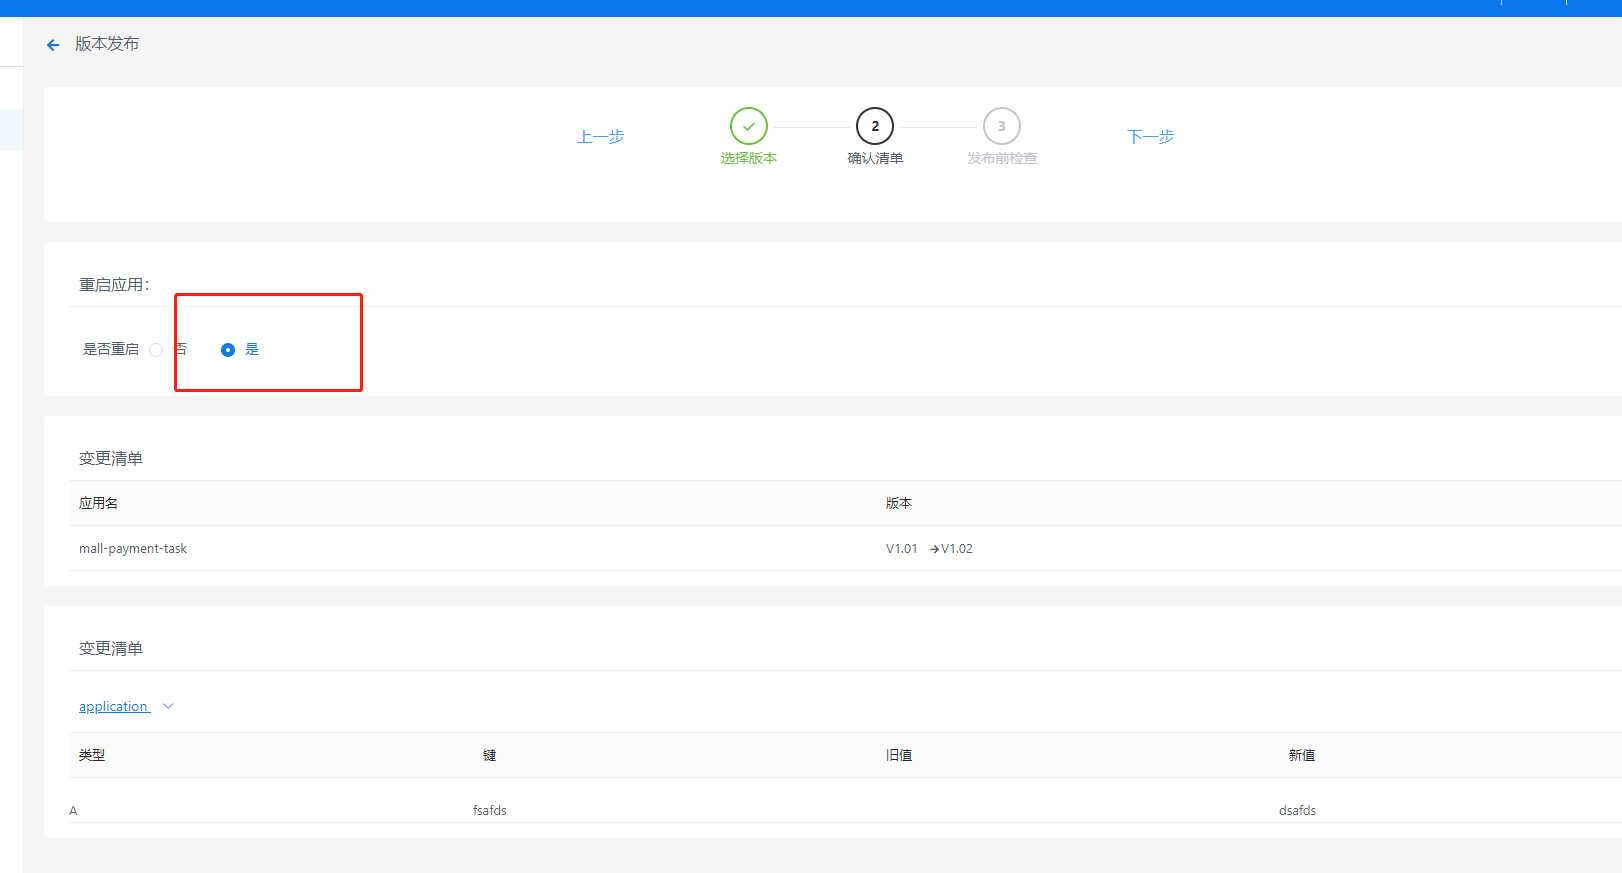 版本发布
上一步
2
3
下一步
选择版本
确认清单
发布前检查
重启应用：
是否重启 否 是
变更清单
应用名 版本
mall-payment-task V1.01 →V1.02
变更清单
application
类型 键 旧值 新值
A fsafds dsafds